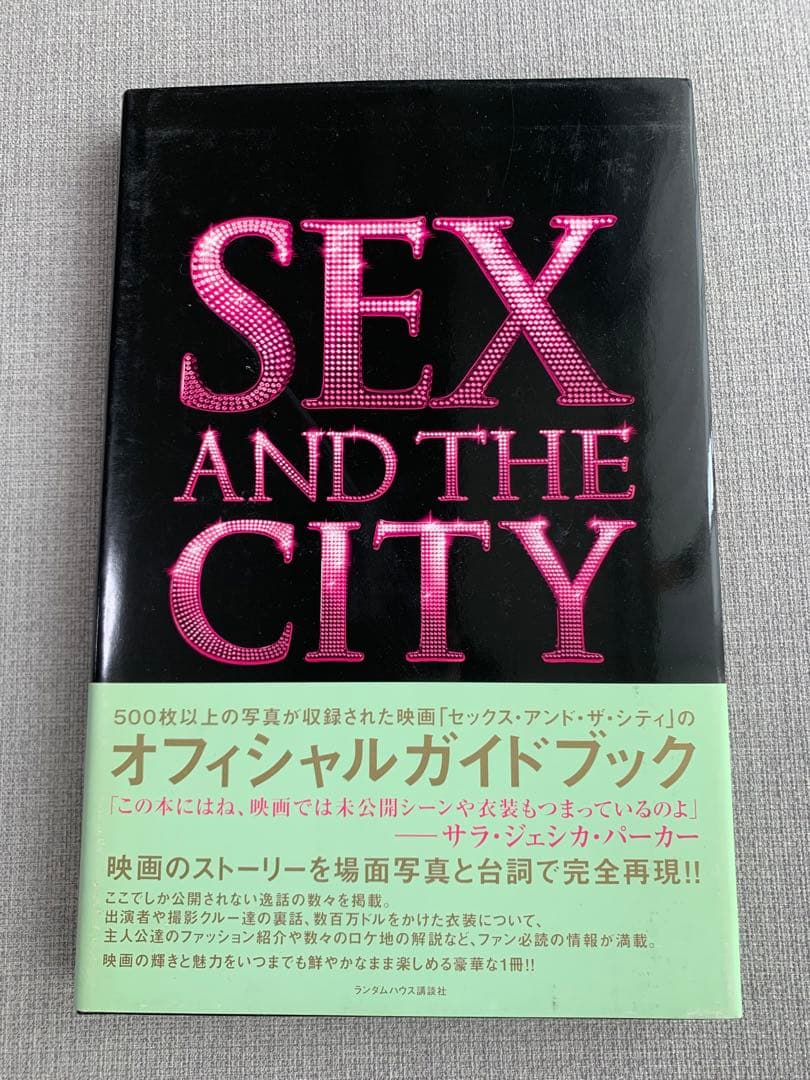 SEX
AND THE
CITY
500枚以上の写真が収録された映画「セックス・アンド・ザ・シティ」の
オフィシャルガイドブック
「この本にはね、映画では未公開シーンや衣装もつまっているのよ」
──サラ・ジェシカ・パーカー
映画のストーリーを場面写真と台詞で完全再現!!
ここでしか公開されない逸話の数々を掲載。
出演者や撮影クルー達の裏話、数百万ドルをかけた衣装について、
主人公達のファッション紹介や数々のロケ地の解説など、ファン必読の情報が満載。
映画の輝きと魅力をいつまでも鮮やかなまま楽しめる豪華な1冊!!
ランダムハウス講談社